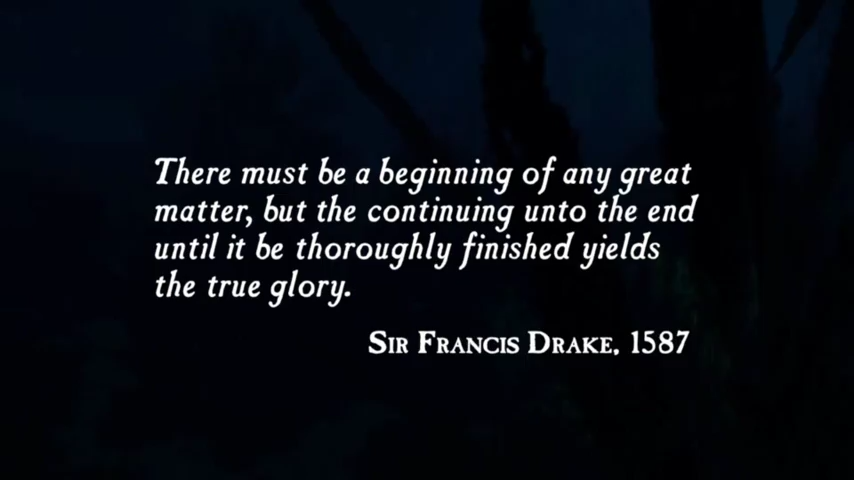 There must be a beginning of any great
matter, but the continuing unto the end
until it be thoroughly finished yields
the true glory.
Sir Francis Drake, 1587